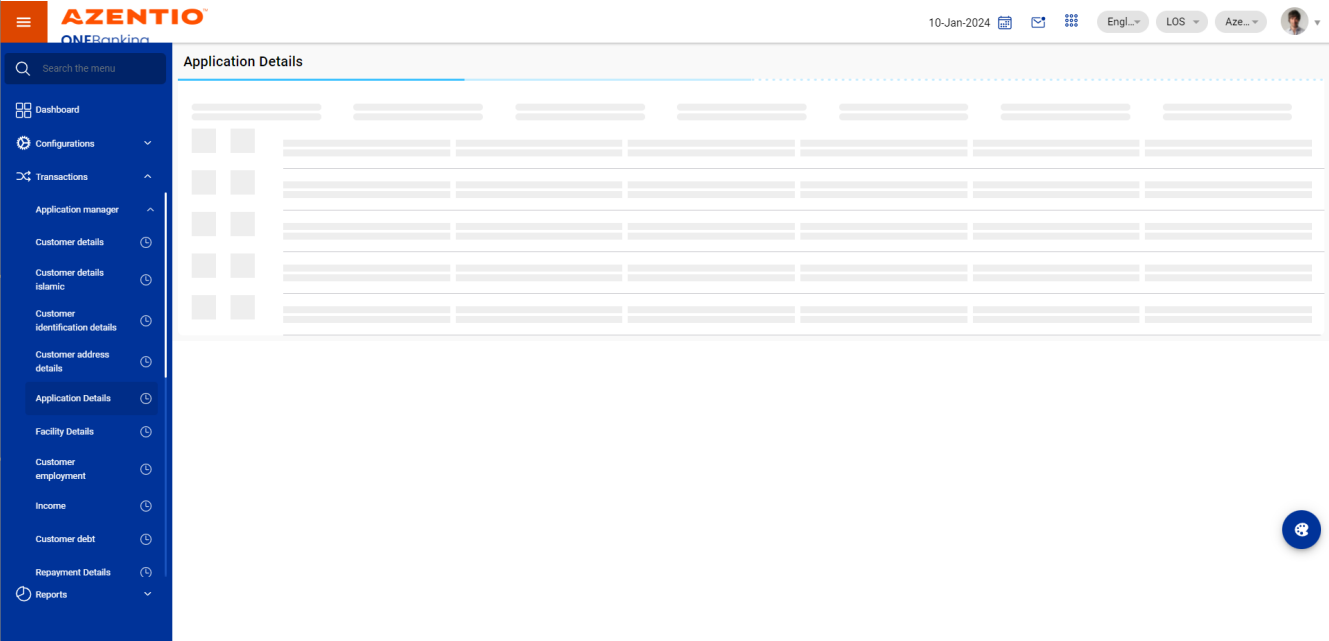 AZENTIO™
ONEBanking
10-Jan-2024
Engl...
LOS
Aze...
Search the menu
Dashboard
Configurations
Transactions
Application manager
Customer details
Customer details
islamic
Customer
identification details
Customer address
details
Application Details
Facility Details
Customer
employment
Income
Customer debt
Repayment Details
Reports
Application Details